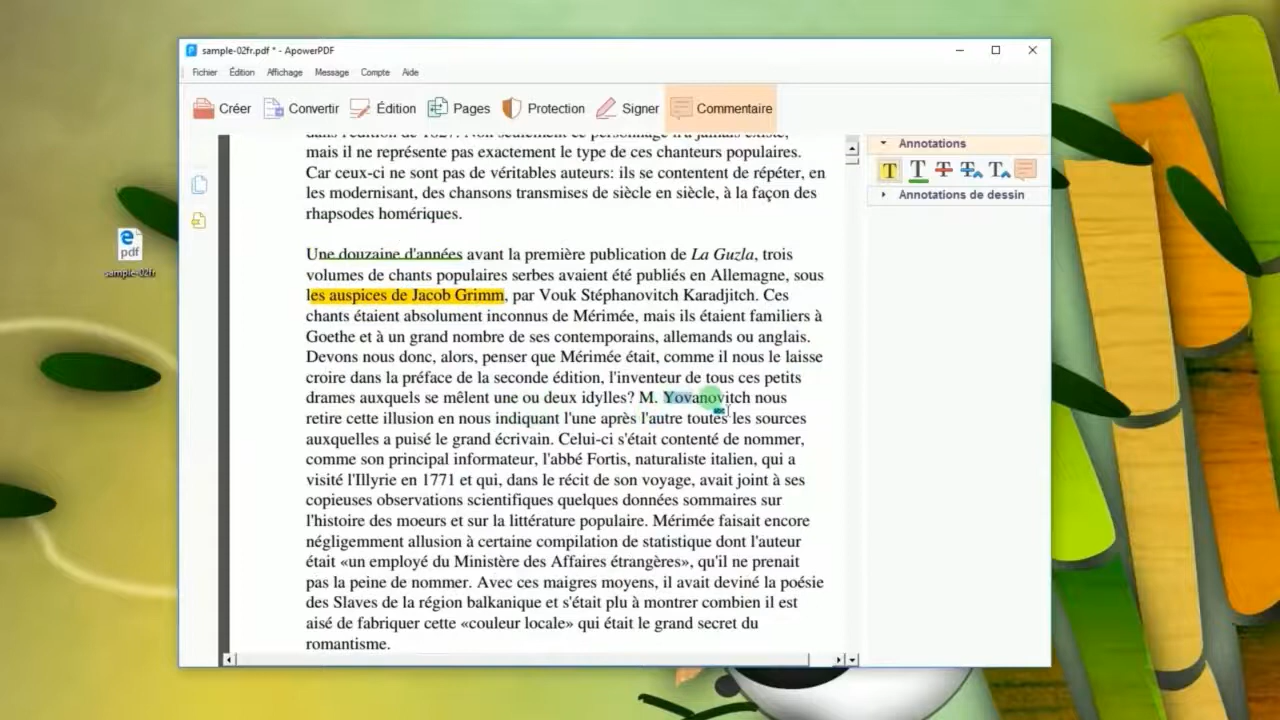 sample-02fr.pdf * - ApowerPDF
Fichier Édition Affichage Message Compte Aide
Créer Convertir Édition Pages Protection Signer Commentaire
Annotations
Annotations de dessin
pdf
sample-02fr
dans l'édition de 1827. Non seulement ce personnage n'a jamais existé,
mais il ne représente pas exactement le type de ces chanteurs populaires.
Car ceux-ci ne sont pas de véritables auteurs: ils se contentent de répéter, en
les modernisant, des chansons transmises de siècle en siècle, à la façon des
rhapsodes homériques.
Une douzaine d'années avant la première publication de La Guzla, trois
volumes de chants populaires serbes avaient été publiés en Allemagne, sous
les auspices de Jacob Grimm, par Vouk Stéphanovitch Karadjitch. Ces
chants étaient absolument inconnus de Mérimée, mais ils étaient familiers à
Goethe et à un grand nombre de ses contemporains, allemands ou anglais.
Devons nous donc, alors, penser que Mérimée était, comme il nous le laisse
croire dans la préface de la seconde édition, l'inventeur de tous ces petits
drames auxquels se mêlent une ou deux idylles? M. Yovanovitch nous
retire cette illusion en nous indiquant l'une après l'autre toutes les sources
auxquelles a puisé le grand écrivain. Celui-ci s'était contenté de nommer,
comme son principal informateur, l'abbé Fortis, naturaliste italien, qui a
visité l'Illyrie en 1771 et qui, dans le récit de son voyage, avait joint à ses
copieuses observations scientifiques quelques données sommaires sur
l'histoire des moeurs et sur la littérature populaire. Mérimée faisait encore
négligemment allusion à certaine compilation de statistique dont l'auteur
était «un employé du Ministère des Affaires étrangères», qu'il ne prenait
pas la peine de nommer. Avec ces maigres moyens, il avait deviné la poésie
des Slaves de la région balkanique et s'était plu à montrer combien il est
aisé de fabriquer cette «couleur locale» qui était le grand secret du
romantisme.